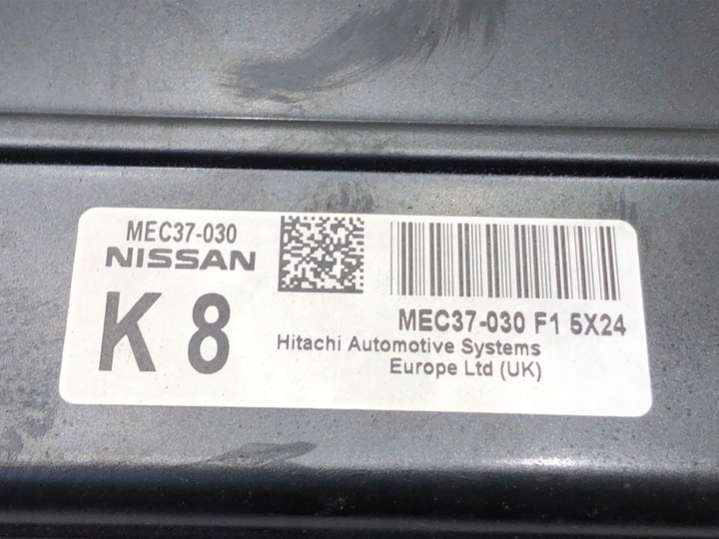 MEC37-030
NISSAN
K 8
MEC37-030 F1 5X24
Hitachi Automotive Systems
Europe Ltd (UK)